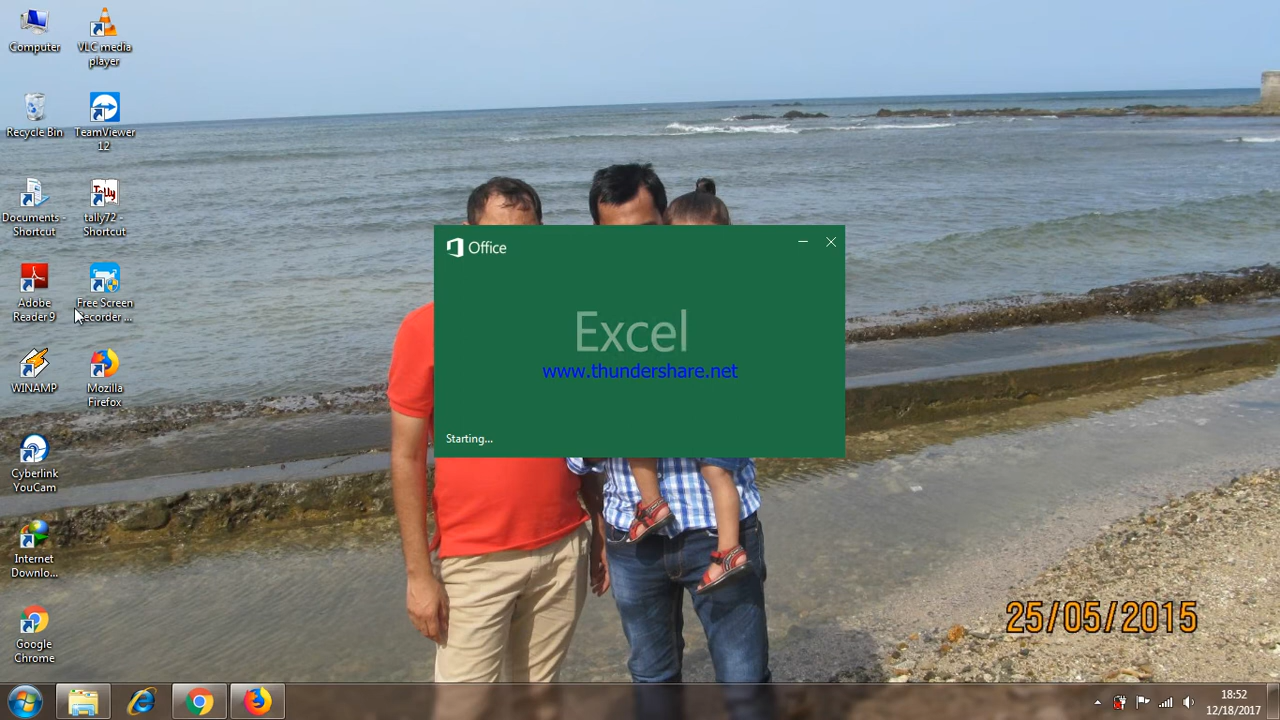 Computer
VLC media
player
Recycle Bin
TeamViewer
12
Documents -
Shortcut
Tally
tally72 -
Shortcut
Adobe
Reader 9
Free Screen
Recorder ...
WINAMP
Mozilla
Firefox
Cyberlink
YouCam
Internet
Downlo...
Google
Chrome
Office
Excel
www.thundershare.net
Starting...
25/05/2015
18:52
12/18/2017